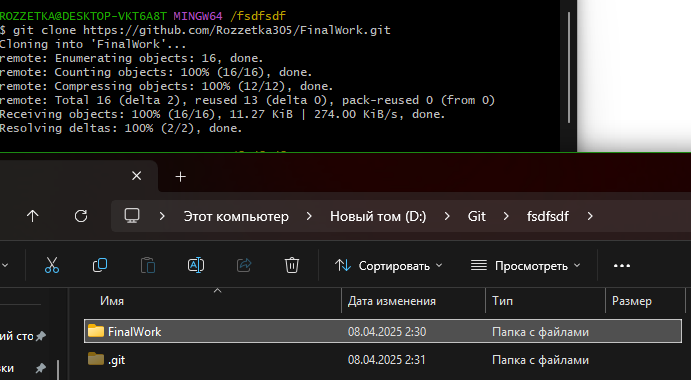 ROZZETKA@DESKTOP-VKT6A8T MINGW64 /fsdfsdf
$ git clone https://github.com/Rozzetka305/FinalWork.git
Cloning into 'FinalWork'...
remote: Enumerating objects: 16, done.
remote: Counting objects: 100% (16/16), done.
remote: Compressing objects: 100% (12/12), done.
remote: Total 16 (delta 2), reused 13 (delta 0), pack-reused 0 (from 0)
Receiving objects: 100% (16/16), 11.27 KiB | 274.00 KiB/s, done.
Resolving deltas: 100% (2/2), done.
Этот компьютер > Новый том (D:) > Git > fsdfsdf >
Сортировать Просмотреть ...
Имя Дата изменения Тип Размер
FinalWork 08.04.2025 2:30 Папка с файлами
.git 08.04.2025 2:31 Папка с файлами